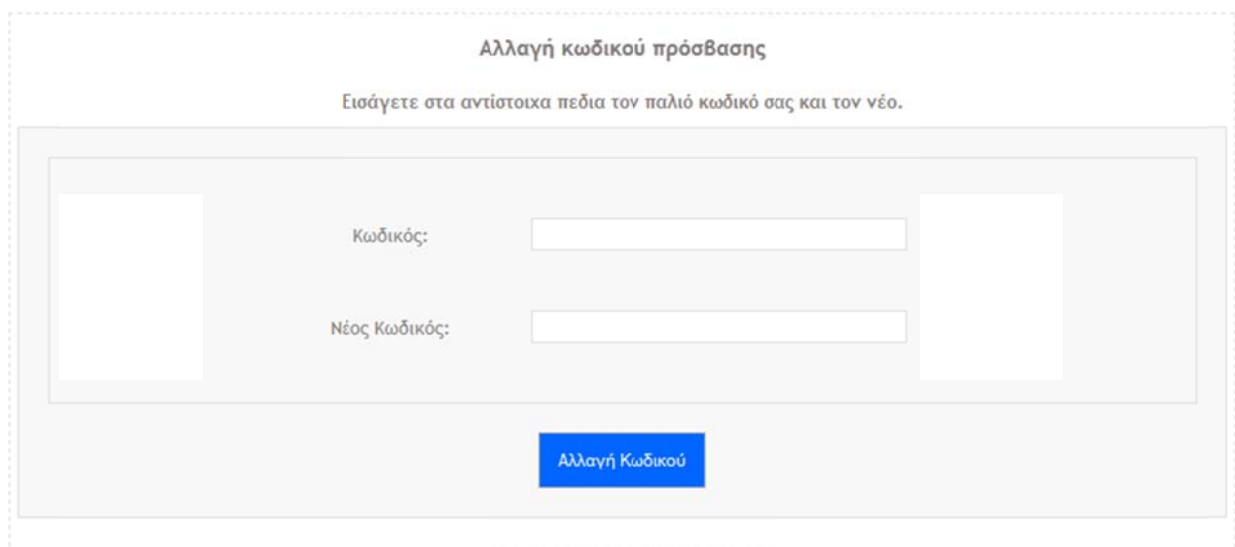 Αλλαγή κωδικού πρόσβασης
Εισάγετε στα αντίστοιχα πεδια τον παλιό κωδικό σας και τον νέο.
Κωδικός:
Νέος Κωδικός:
Αλλαγή Κωδικού